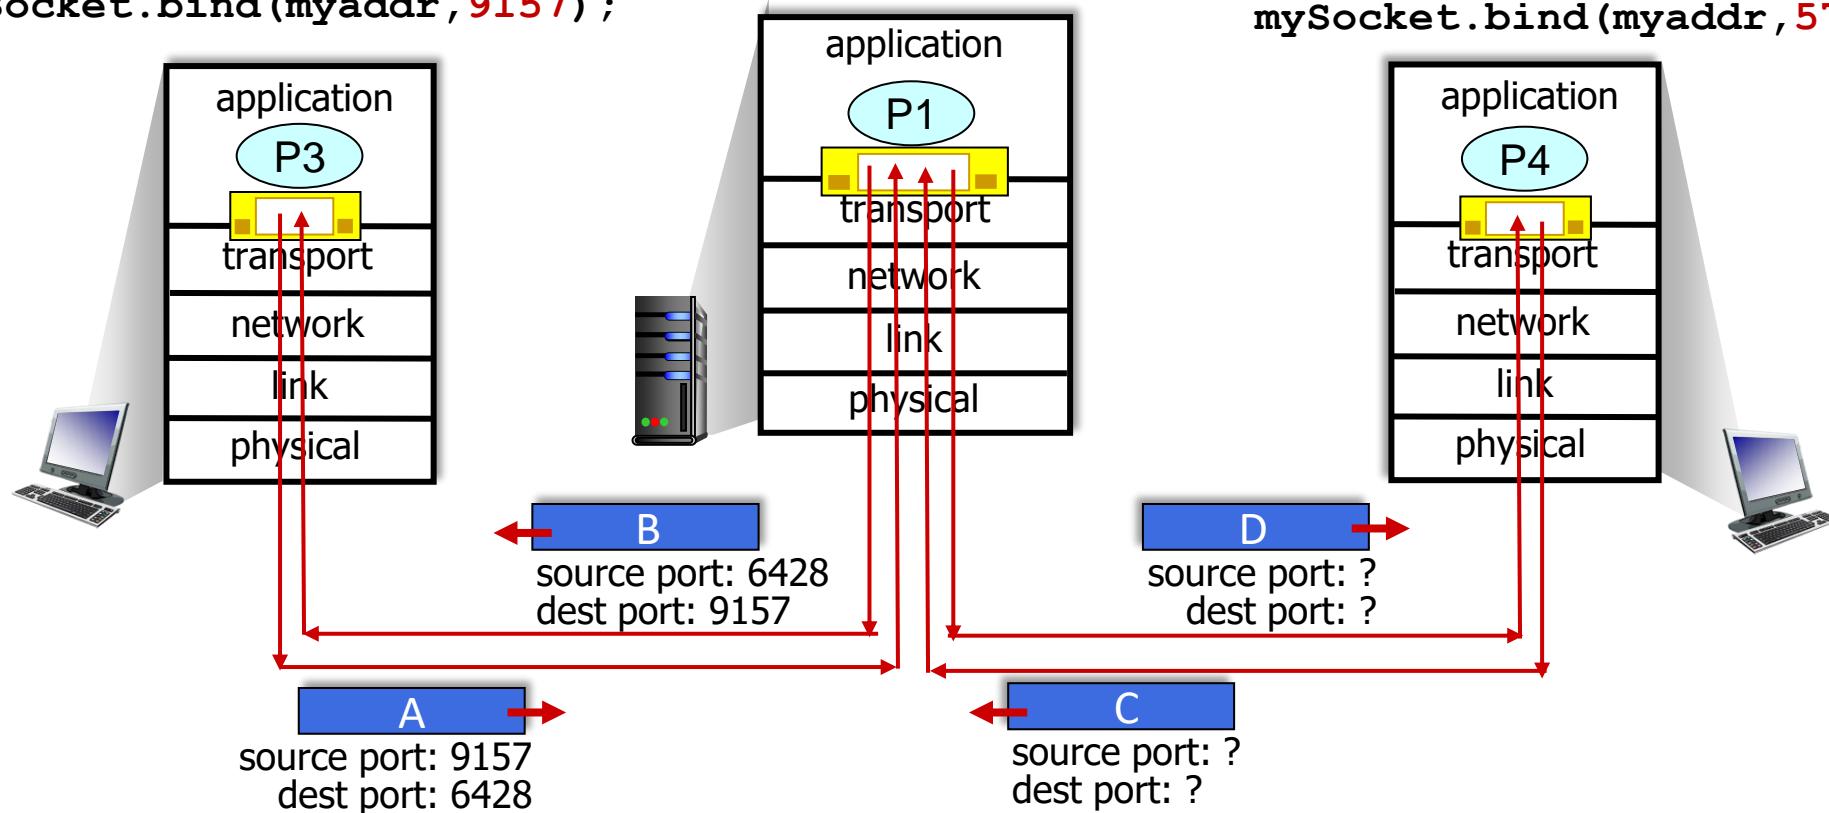 ocket.bind(myaddr,9157);
mySocket.bind(myaddr,5
application
P3
transport
network
link
physical
application
P1
transport
network
link
physical
application
P4
transport
network
link
physical
B
source port: 6428
dest port: 9157
D
source port: ?
dest port: ?
A
source port: 9157
dest port: 6428
C
source port: ?
dest port: ?